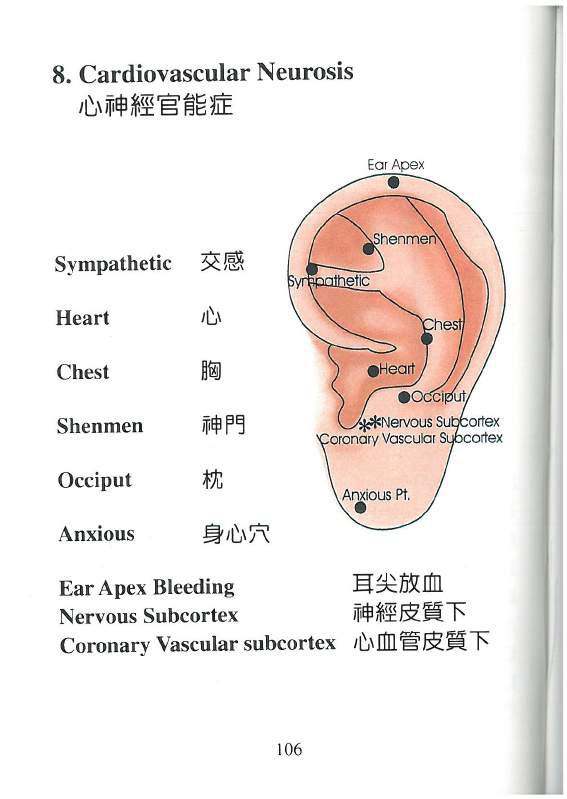 8. Cardiovascular Neurosis
心神經官能症
Ear Apex
Shenmen
Sympathetic
Chest
Heart
Occiput
Nervous Subcortex
Coronary Vascular Subcortex
Anxious Pt.
Sympathetic 交感
Heart 心
Chest 胸
Shenmen 神門
Occiput 枕
Anxious 身心穴
Ear Apex Bleeding 耳尖放血
Nervous Subcortex 神經皮質下
Coronary Vascular subcortex 心血管皮質下
106